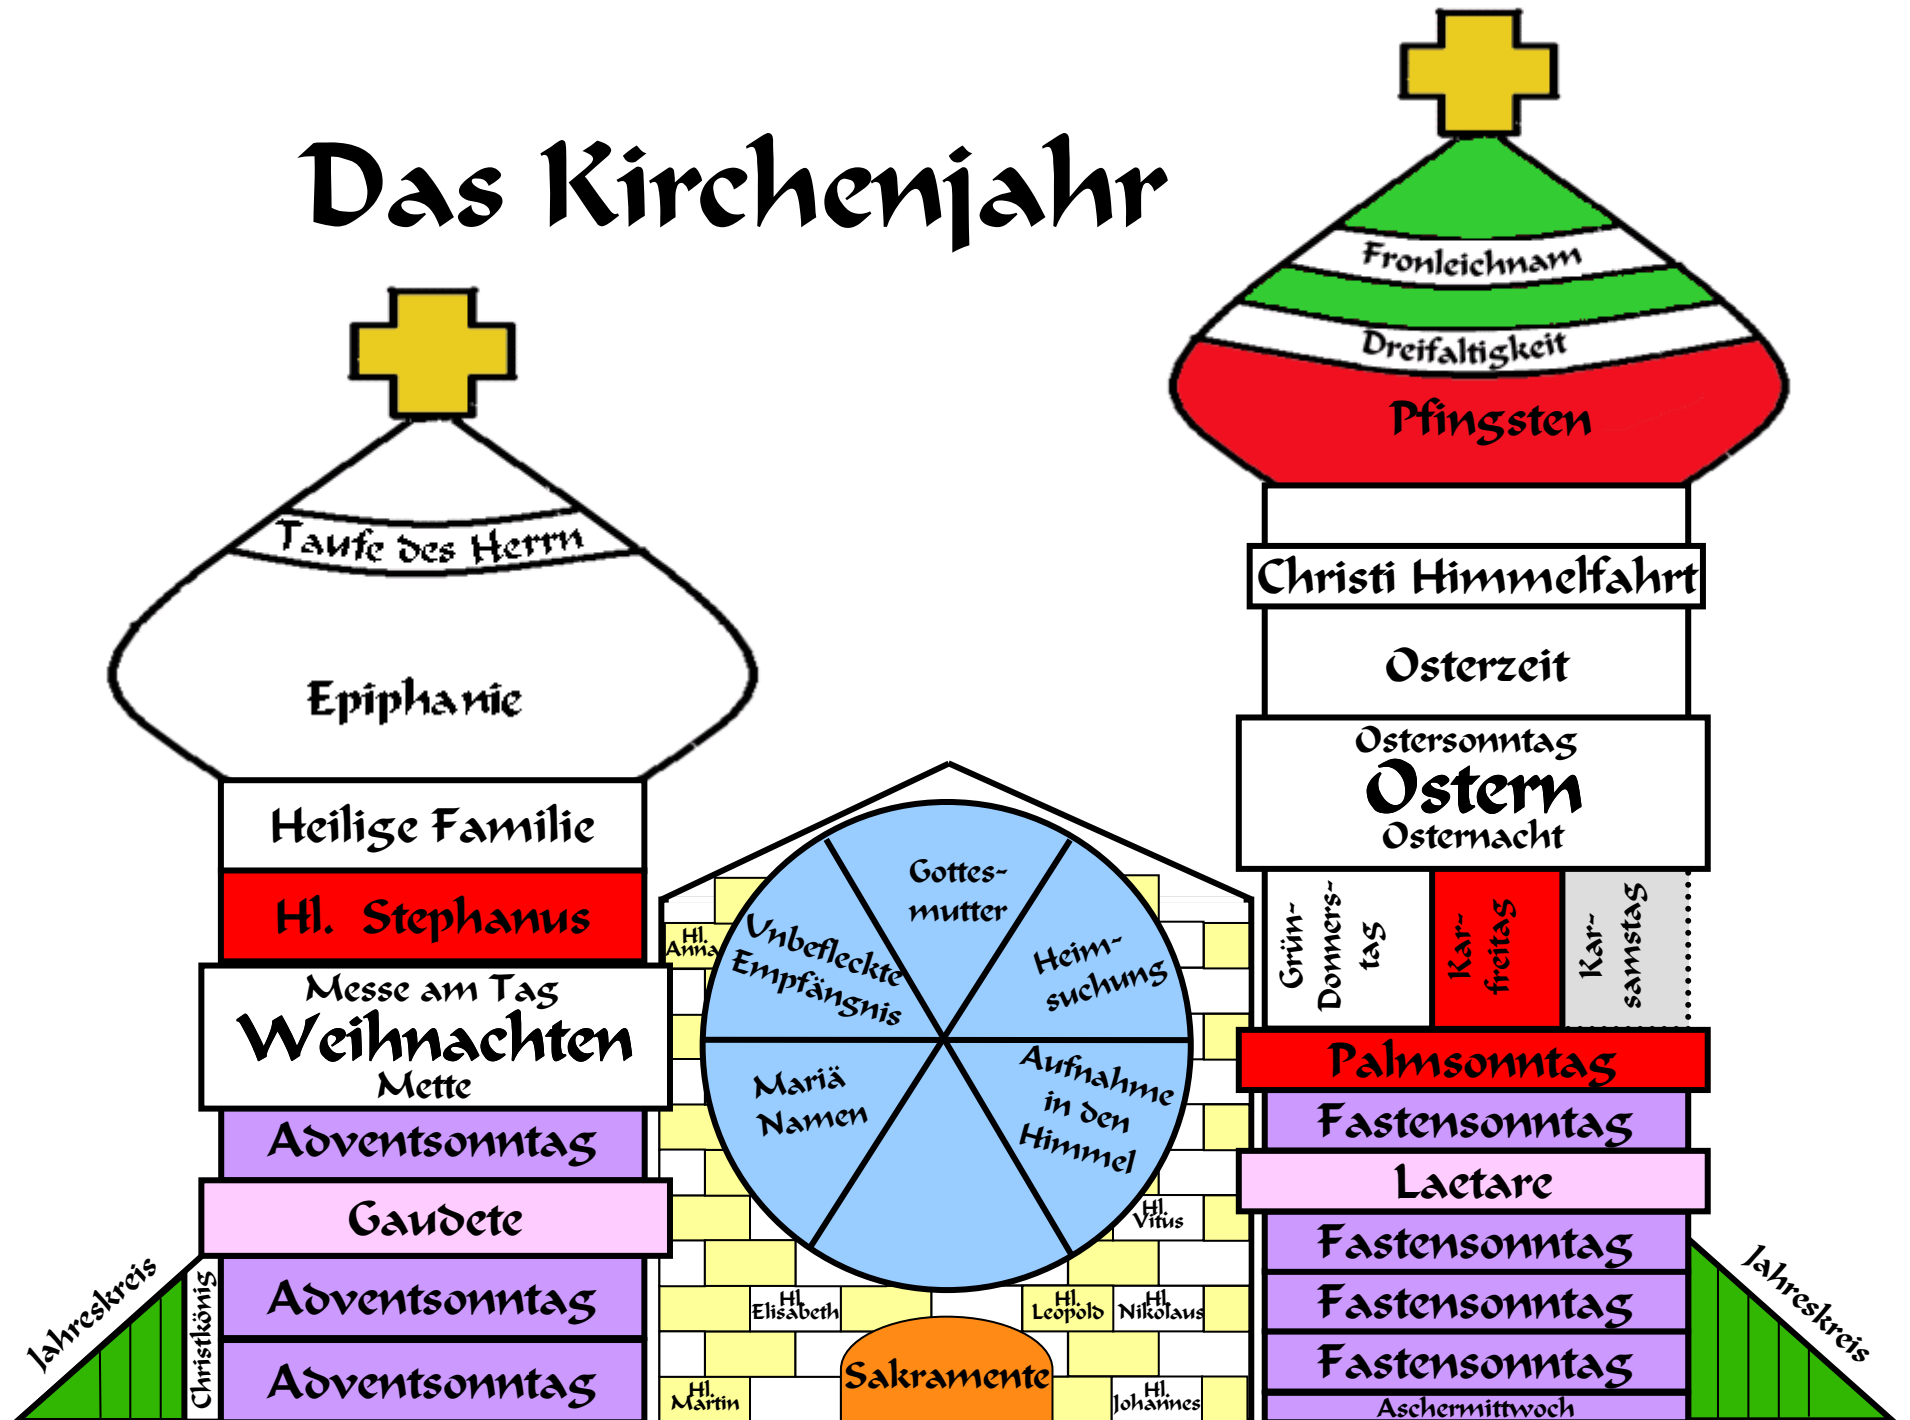 Das Kirchenjahr
Taufe des Herrn
Epiphanie
Heilige Familie
Hl. Stephanus
Messe am Tag
Weihnachten
Mette
Adventsonntag
Gaudete
Adventsonntag
Adventsonntag
Jahreskreis
Christkönig
Gottes-
mutter
Unbefleckte
Empfängnis
Heim-
suchung
Mariä
Namen
Aufnahme
in den
Himmel
Hl.
Anna
Hl.
Vitus
Hl.
Elisabeth
Hl.
Leopold
Hl.
Nikolaus
Hl.
Martin
Sakramente
Hl.
Johannes
Fronleichnam
Dreifaltigkeit
Pfingsten
Christi Himmelfahrt
Osterzeit
Ostersonntag
Ostern
Osternacht
Grün-
Donners-
tag
Kar-
freitag
Kar-
samstag
Palmsonntag
Fastensonntag
Laetare
Fastensonntag
Fastensonntag
Fastensonntag
Aschermittwoch
Jahreskreis